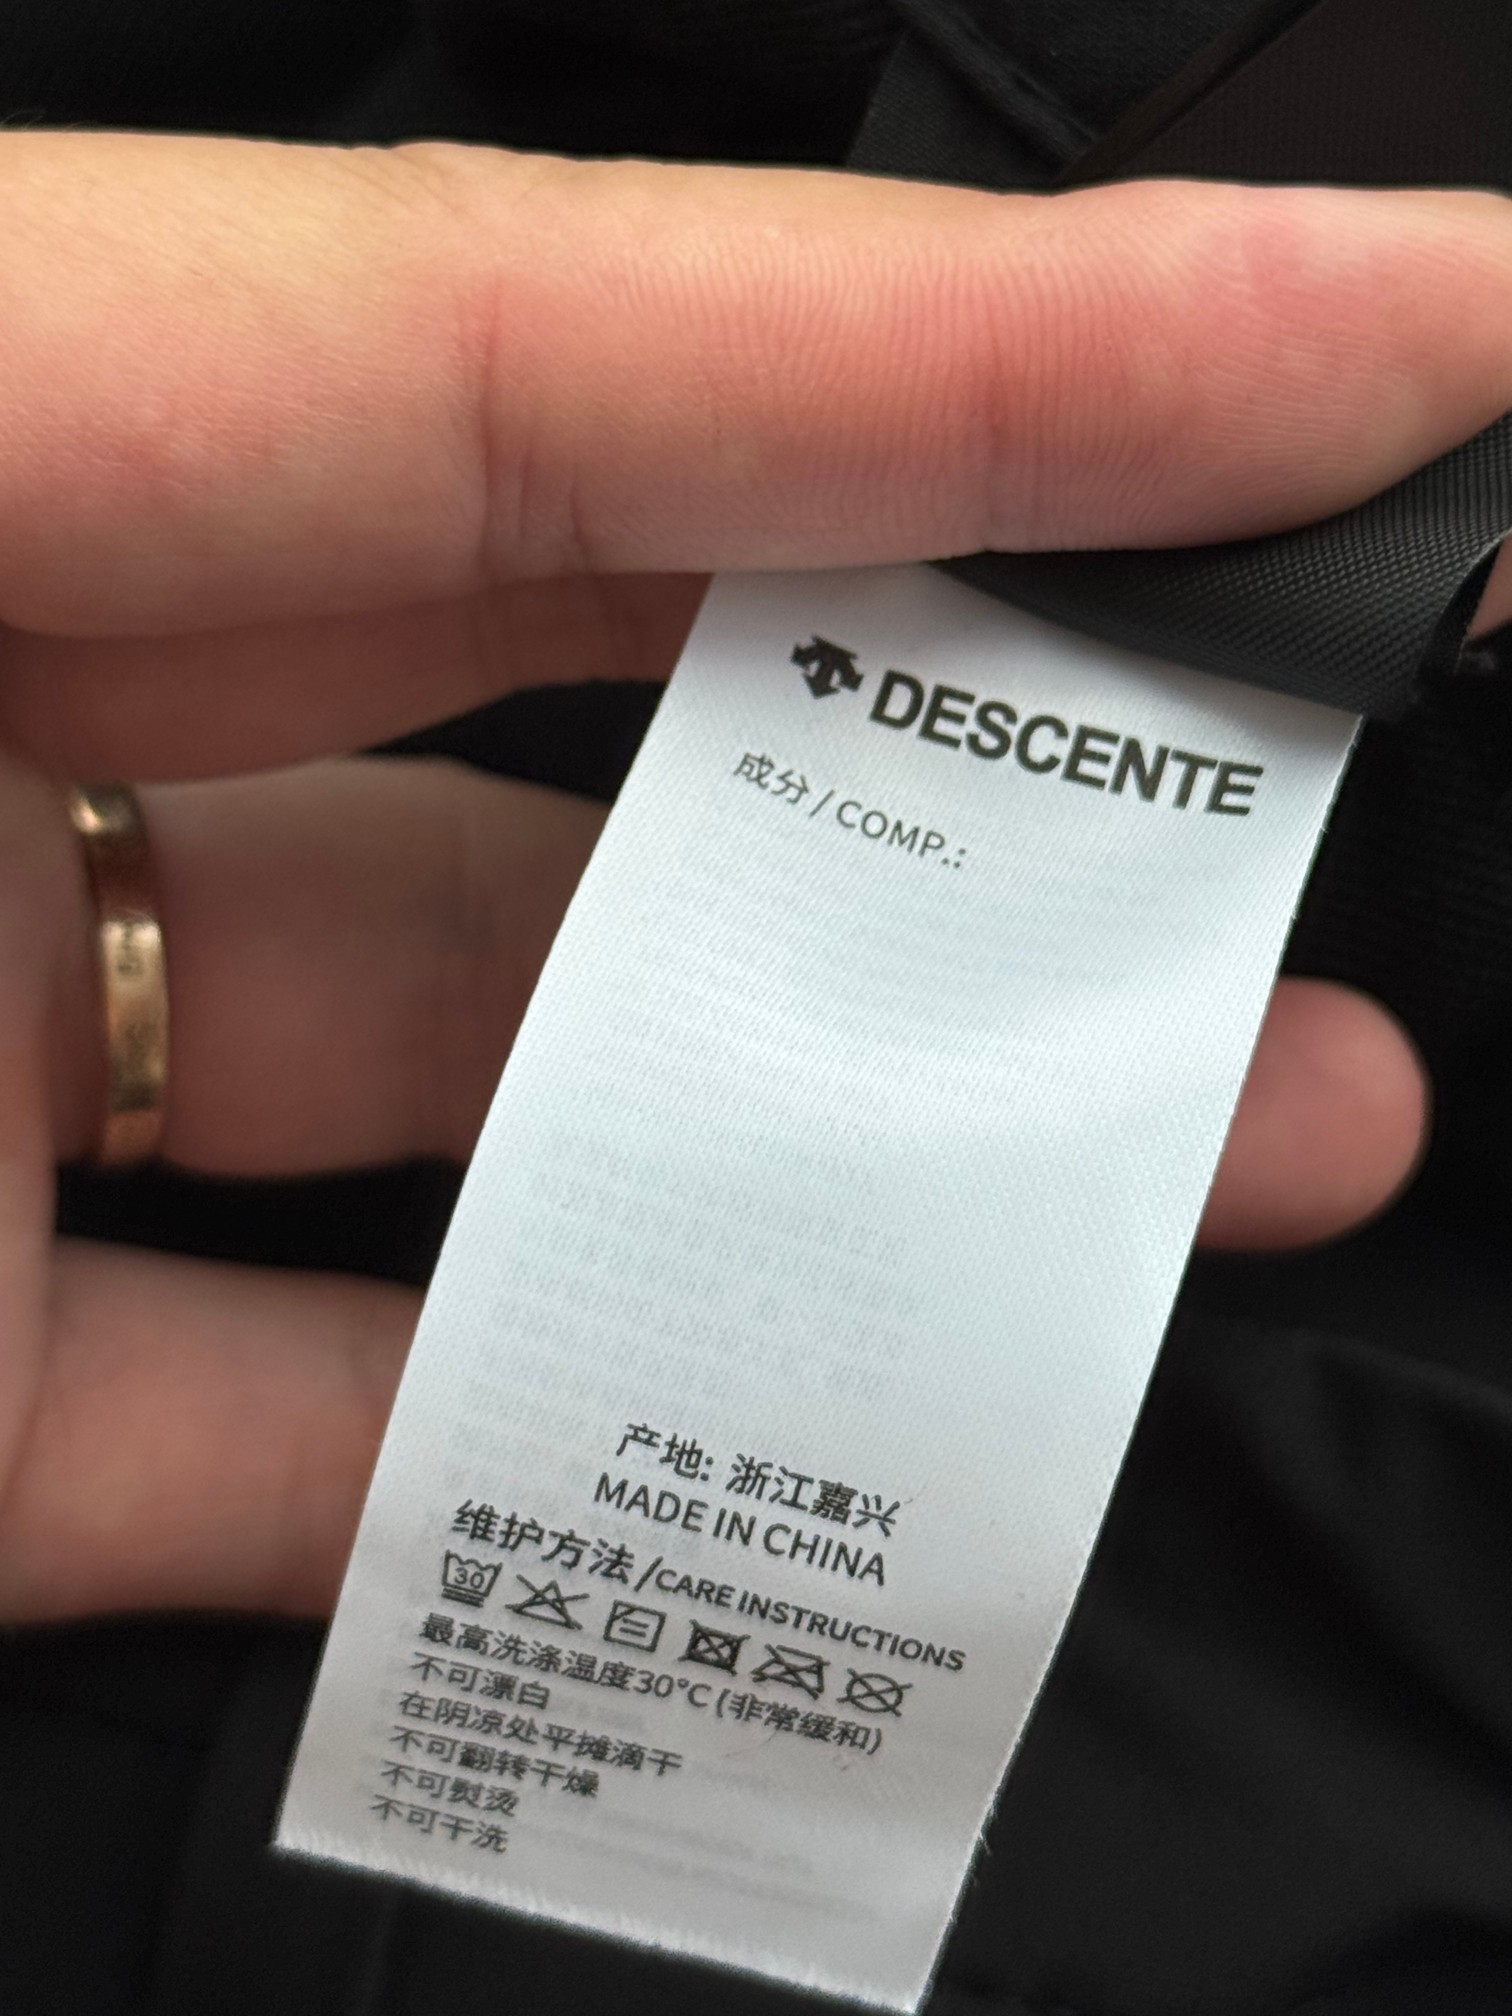 DESCENTE
成分 / COMP.:
产地: 浙江嘉兴
MADE IN CHINA
维护方法 / CARE INSTRUCTIONS
30
最高洗涤温度30°C (非常缓和)
不可漂白
在阴凉处平摊滴干
不可翻转干燥
不可熨烫
不可干洗